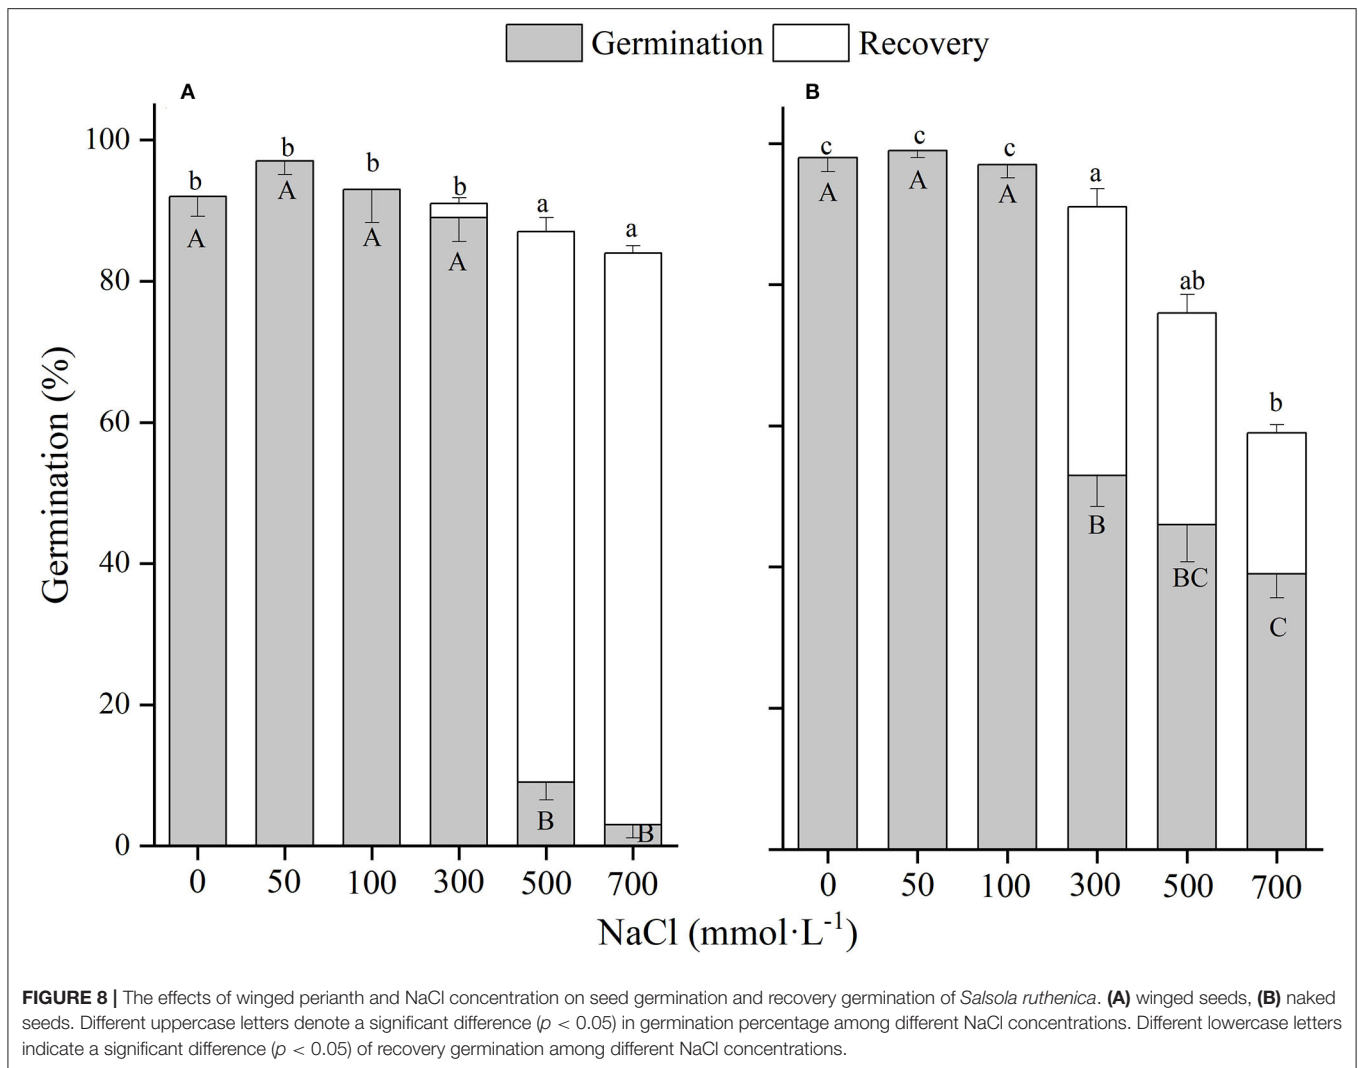 Germination Recovery
A
100
80
60
40
20
0
Germination (%)
b b b b a a
A A A A B B
0 50 100 300 500 700
B
c c c a ab b
A A A B BC C
0 50 100 300 500 700
NaCl (mmol·L⁻¹)
FIGURE 8 | The effects of winged perianth and NaCl concentration on seed germination and recovery germination of Salsola ruthenica. (A) winged seeds, (B) naked
seeds. Different uppercase letters denote a significant difference (p < 0.05) in germination percentage among different NaCl concentrations. Different lowercase letters
indicate a significant difference (p < 0.05) of recovery germination among different NaCl concentrations.